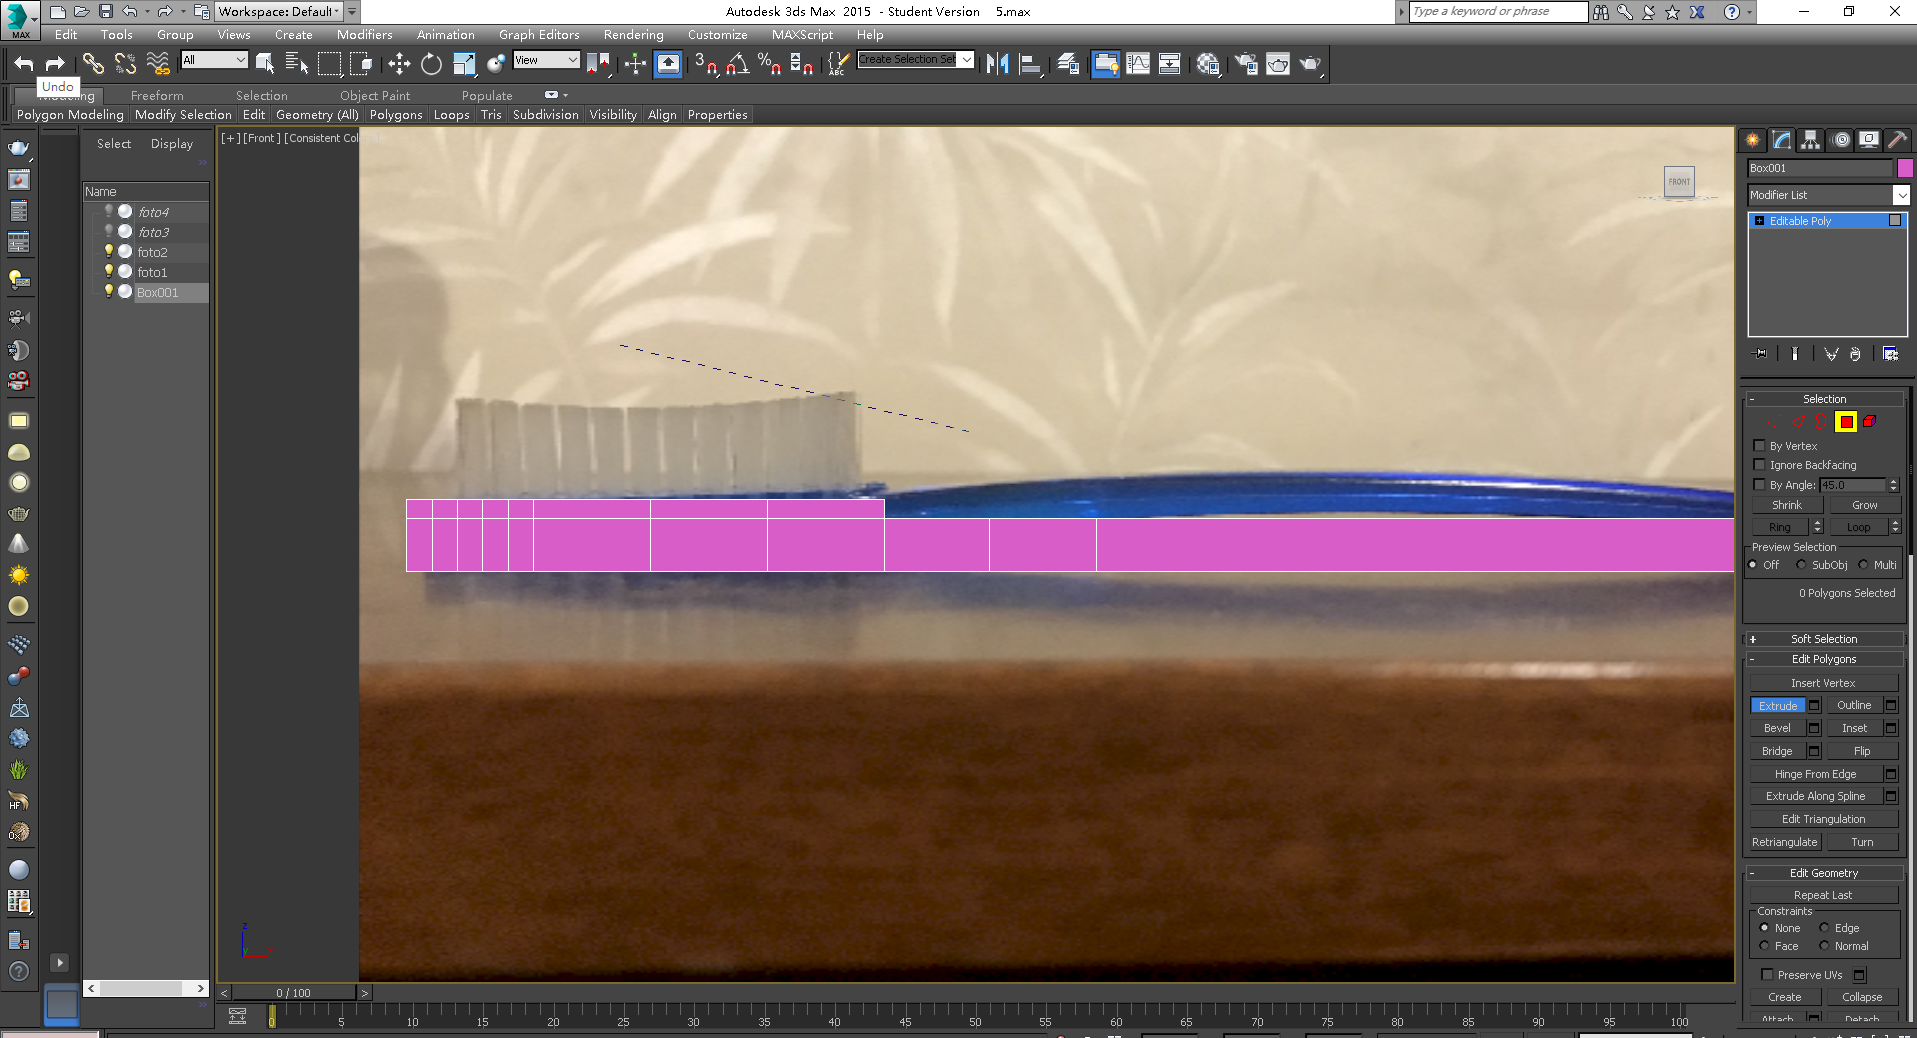 Workspace: Default
Autodesk 3ds Max 2015 - Student Version 5.max
Type a keyword or phrase
MAX
Edit Tools Group Views Create Modifiers Animation Graph Editors Rendering Customize MAXScript Help
All
View
3
Create Selection Set
Undo
Freeform Selection Object Paint Populate
Polygon Modeling Modify Selection Edit Geometry (All) Polygons Loops Tris Subdivision Visibility Align Properties
Select Display
Name
foto4
foto3
foto2
foto1
Box001
[+][Front][Consistent Col
FRONT
Box001
Modifier List
Editable Poly
Selection
By Vertex
Ignore Backfacing
By Angle: 45.0
Shrink Grow
Ring Loop
Preview Selection
Off SubObj Multi
0 Polygons Selected
Soft Selection
Edit Polygons
Insert Vertex
Extrude Outline
Bevel Inset
Bridge Flip
Hinge From Edge
Extrude Along Spline
Edit Triangulation
Retriangulate Turn
Edit Geometry
Repeat Last
Constraints
None Edge
Face Normal
Preserve UVs
Create Collapse
Attach Detach
HF
z
0 / 100
0 5 10 15 20 25 30 35 40 45 50 55 60 65 70 75 80 85 90 95 100